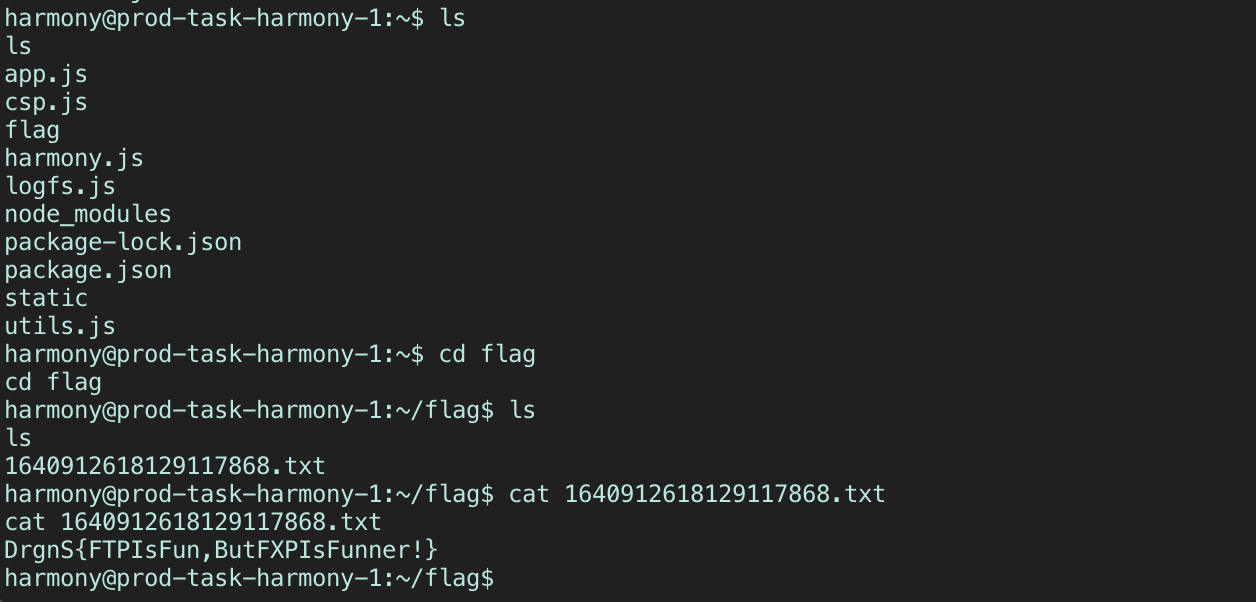 harmony@prod-task-harmony-1:~$ ls
ls
app.js
csp.js
flag
harmony.js
logfs.js
node_modules
package-lock.json
package.json
static
utils.js
harmony@prod-task-harmony-1:~$ cd flag
cd flag
harmony@prod-task-harmony-1:~/flag$ ls
ls
1640912618129117868.txt
harmony@prod-task-harmony-1:~/flag$ cat 1640912618129117868.txt
cat 1640912618129117868.txt
DrgnS{FTPIsFun,ButFXPIsFunner!}
harmony@prod-task-harmony-1:~/flag$